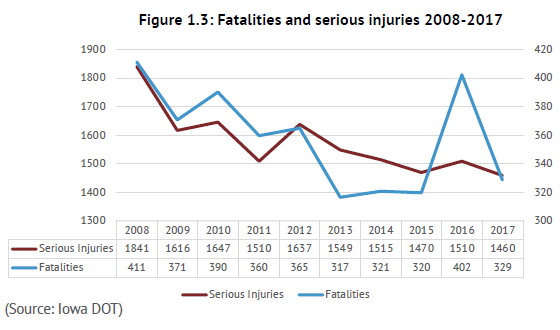 Figure 1.3: Fatalities and serious injuries 2008-2017
1900 420
1800 400
1700 380
1600 360
1500 340
1400 320
1300 300
2008 2009 2010 2011 2012 2013 2014 2015 2016 2017
Serious Injuries 1841 1616 1647 1510 1637 1549 1515 1470 1510 1460
Fatalities 411 371 390 360 365 317 321 320 402 329
Serious Injuries Fatalities
(Source: Iowa DOT)